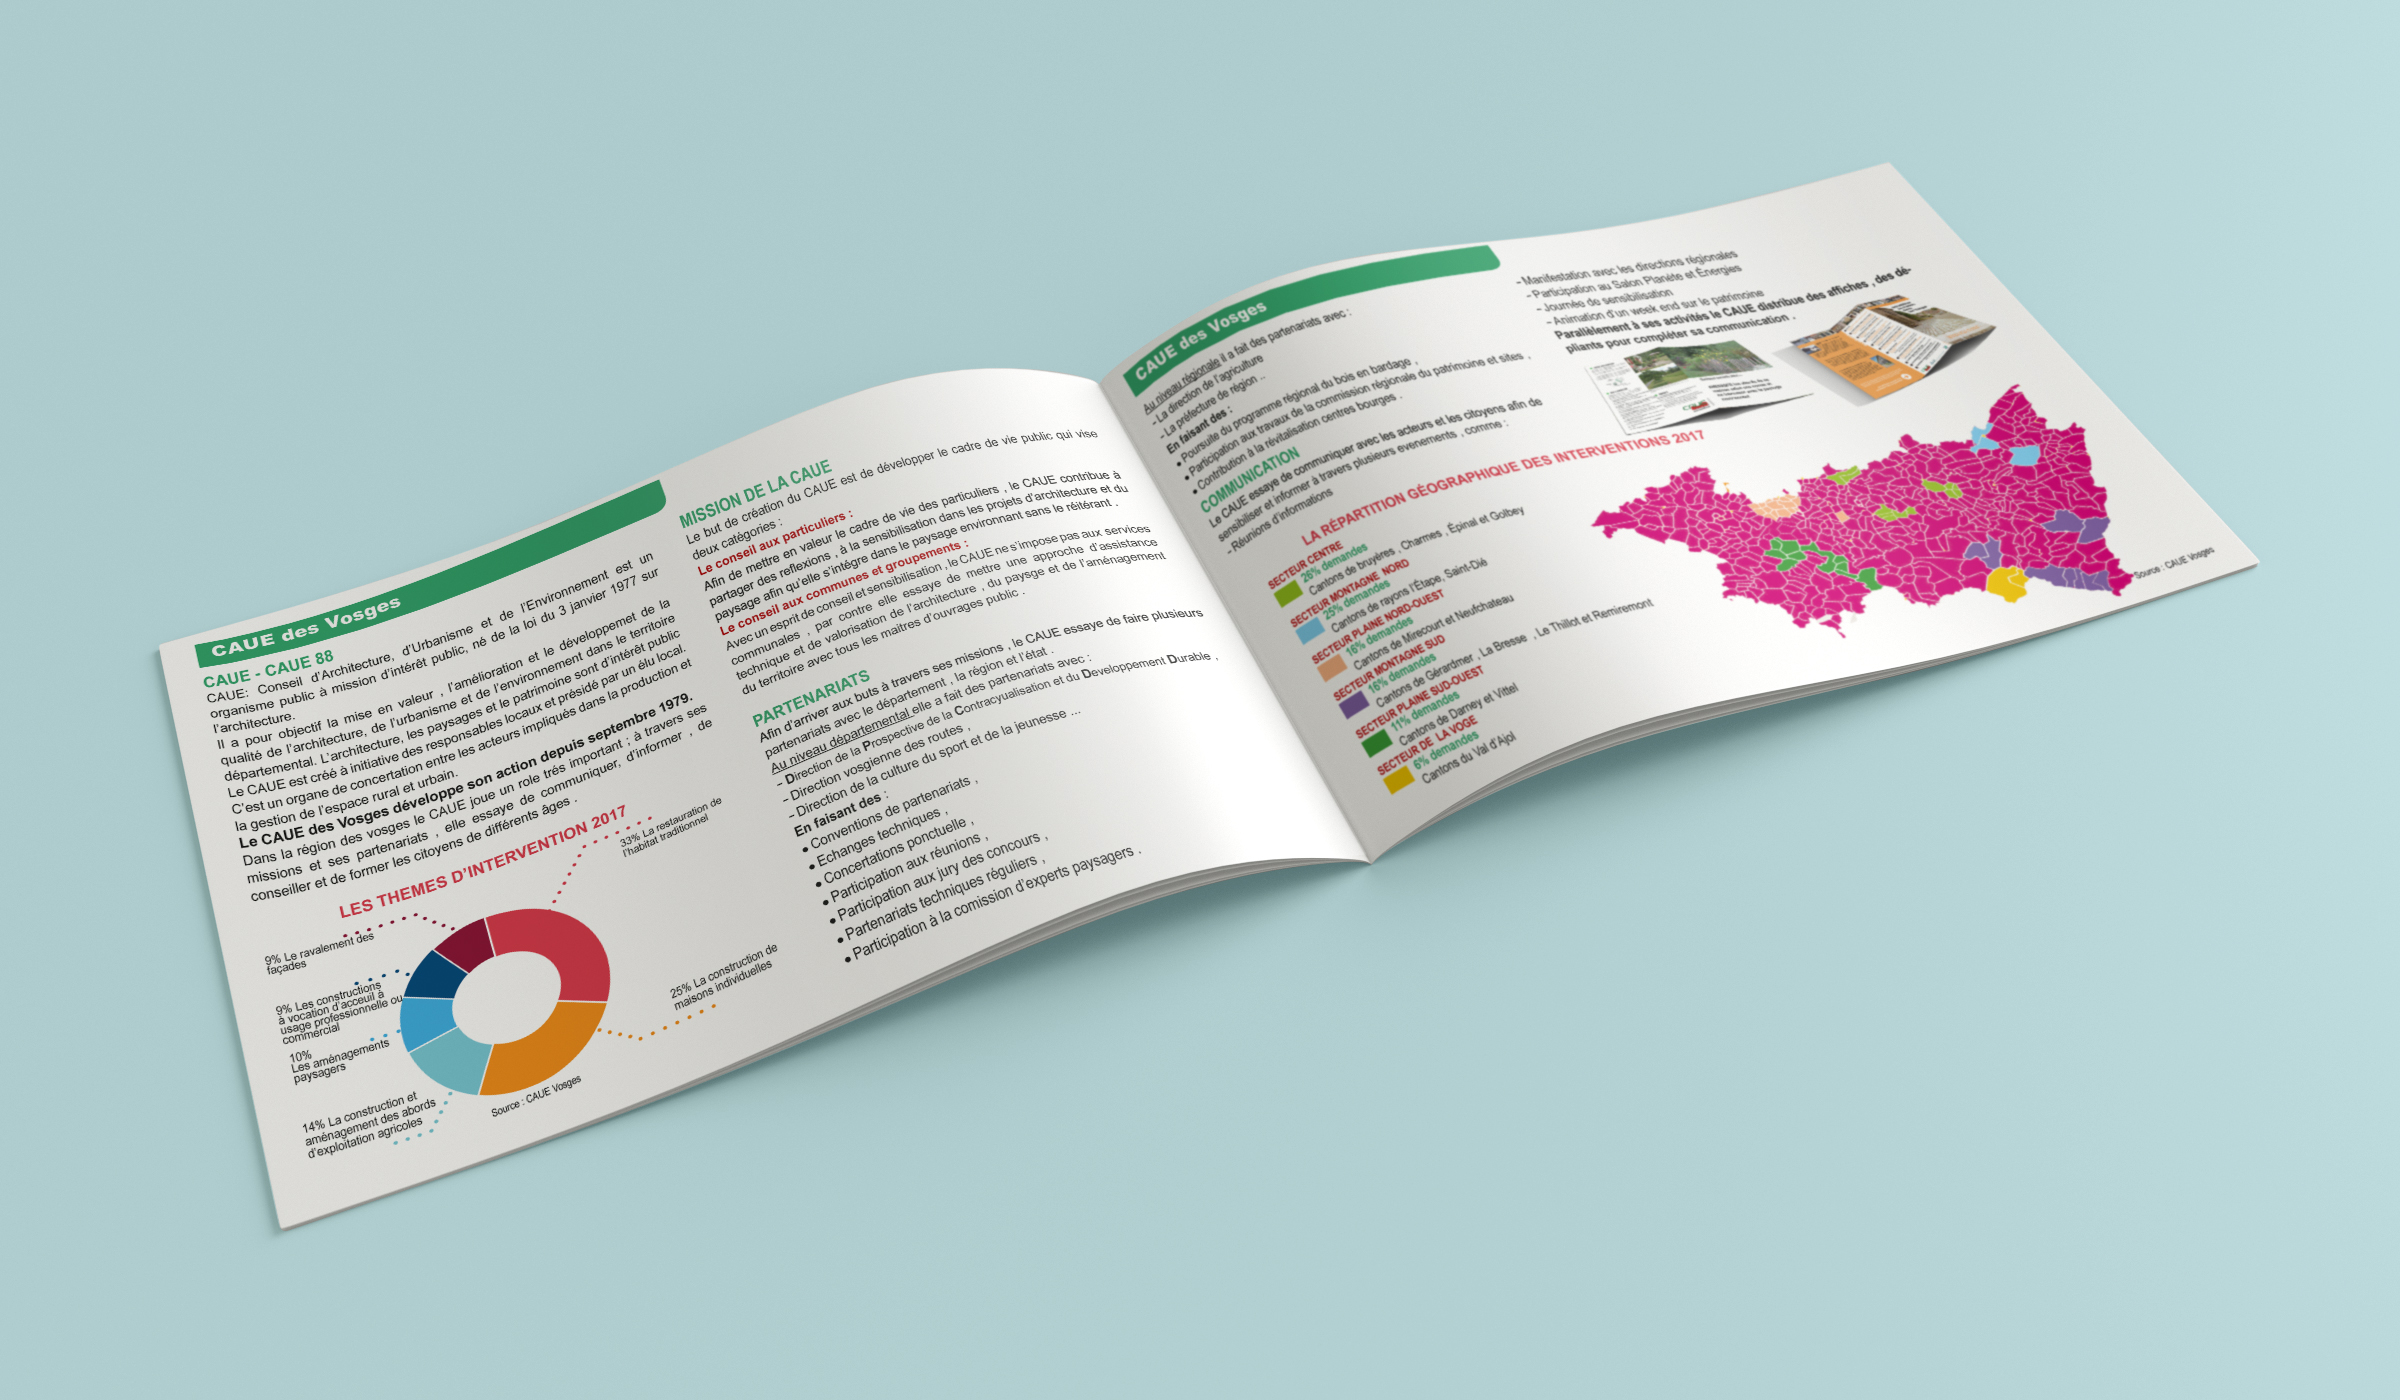 CAUE des Vosges
CAUE - CAUE 88
CAUE: Conseil d'Architecture, d'Urbanisme et de l'Environnement est un
organisme public à mission d'intérêt public, né de la loi du 3 janvier 1977 sur
l'architecture.
Il a pour objectif la mise en valeur , l'amélioration et le développemet de la
qualité de l'architecture, de l'urbanisme et de l'environnement dans le territoire
départemental. L'architecture, les paysages et le patrimoine sont d'intérêt public
Le CAUE est créé à initiative des responsables locaux et présidé par un élu local.
C'est un organe de concertation entre les acteurs impliqués dans la production et
la gestion de l'espace rural et urbain.
Le CAUE des Vosges développe son action depuis septembre 1979.
Dans la région des vosges le CAUE joue un role trés important ; à travers ses
missions et ses partenariats , elle essaye de communiquer, d'informer , de
conseiller et de former les citoyens de différents âges .
LES THEMES D'INTERVENTION 2017
33% La restauration de
l'habitat traditionnel
9% Le ravalement des
façades
9% Les constructions
à vocation d'acceuil à
usage professionnelle ou
commercial
10%
Les aménagements
paysagers
14% La construction et
aménagement des abords
d'exploitation agricoles
25% La construction de
maisons individuelles
Source : CAUE Vosges
MISSION DE LA CAUE
Le but de création du CAUE est de développer le cadre de vie public qui vise
deux catégories :
Le conseil aux particuliers :
Afin de mettre en valeur le cadre de vie des particuliers , le CAUE contribue à
partager des reflexions , à la sensibilisation dans les projets d'architecture et du
paysage afin qu'elle s'intégre dans le paysage environnant sans le réitérant .
Le conseil aux communes et groupements :
Avec un esprit de conseil et sensibilisation , le CAUE ne s'impose pas aux services
communales , par contre elle essaye de mettre une approche d'assistance
technique et de valorisation de l'architecture , du paysge et de l'aménagement
du territoire avec tous les maitres d'ouvrages public .
PARTENARIATS
Afin d'arriver aux buts à travers ses missions , le CAUE essaye de faire plusieurs
partenariats avec le département , la région et l'état .
Au niveau départemental elle a fait des partenariats avec :
- Direction de la Prospective de la Contracyualisation et du Developpement Durable ,
- Direction vosgienne des routes ,
- Direction de la culture du sport et de la jeunesse ...
En faisant des :
• Conventions de partenariats ,
• Echanges techniques ,
• Concertations ponctuelle ,
• Participation aux réunions ,
• Participation aux jury des concours ,
• Partenariats techniques réguliers ,
• Participation à la comission d'experts paysagers .
CAUE des Vosges
Au niveau régionale il a fait des partenariats avec :
- La direction de l'agriculture
- La préfecture de région ..
En faisant des :
• Poursuite du programme régional du bois en bardage ,
• Participation aux travaux de la commission régionale du patrimoine et sites ,
• Contribution à la révitalisation centres bourges .
COMMUNICATION
Le CAUE essaye de communiquer avec les acteurs et les citoyens afin de
sensibiliser et informer à travers plusieurs evenements , comme :
- Réunions d'informations
- Manifestation avec les directions régionales
- Participation au Salon Planéte et Énergies
- Journée de sensibilisation
- Animation d'un week end sur le patrimoine
Parallèlement à ses activités le CAUE distribue des affiches , des dé-
pliants pour compléter sa communication .
LA RÉPARTITION GÉOGRAPHIQUE DES INTERVENTIONS 2017
SECTEUR CENTRE
26% demandes
Cantons de bruyères , Charmes , Épinal et Golbey
SECTEUR MONTAGNE NORD
25% demandes
Cantons de rayons l'Étape, Saint-Dié
SECTEUR PLAINE NORD-OUEST
16% demandes
Cantons de Mirecourt et Neufchateau
SECTEUR MONTAGNE SUD
16% demandes
Cantons de Gérardmer , La Bresse , Le Thillot et Remiremont
SECTEUR PLAINE SUD-OUEST
11% demandes
Cantons de Darney et Vittel
SECTEUR DE LA VOGE
6% demandes
Cantons du Val d'Ajol
Source : CAUE Vosges